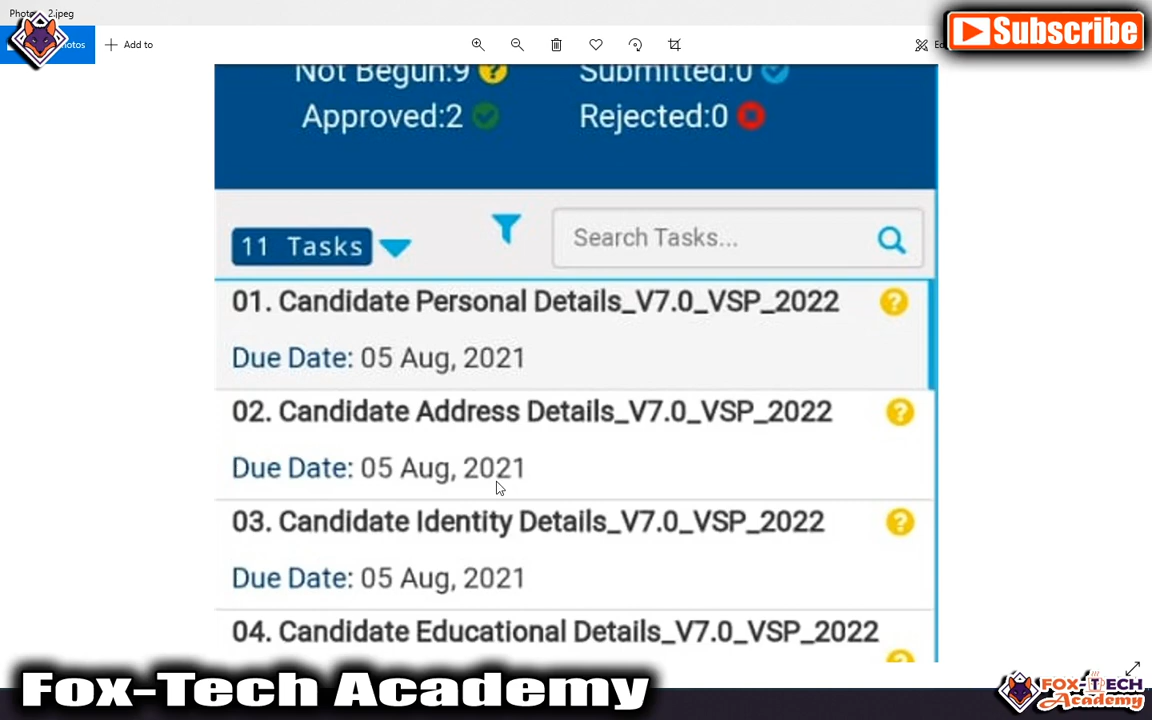 Photo 2.jpeg
Add to
Subscribe
Not Begun:9 ?
Submitted:0
Approved:2
Rejected:0
11 Tasks
Search Tasks...
01. Candidate Personal Details_V7.0_VSP_2022 ?
Due Date: 05 Aug, 2021
02. Candidate Address Details_V7.0_VSP_2022 ?
Due Date: 05 Aug, 2021
03. Candidate Identity Details_V7.0_VSP_2022 ?
Due Date: 05 Aug, 2021
04. Candidate Educational Details_V7.0_VSP_2022
Fox-Tech Academy
FOX-TECH
Academy